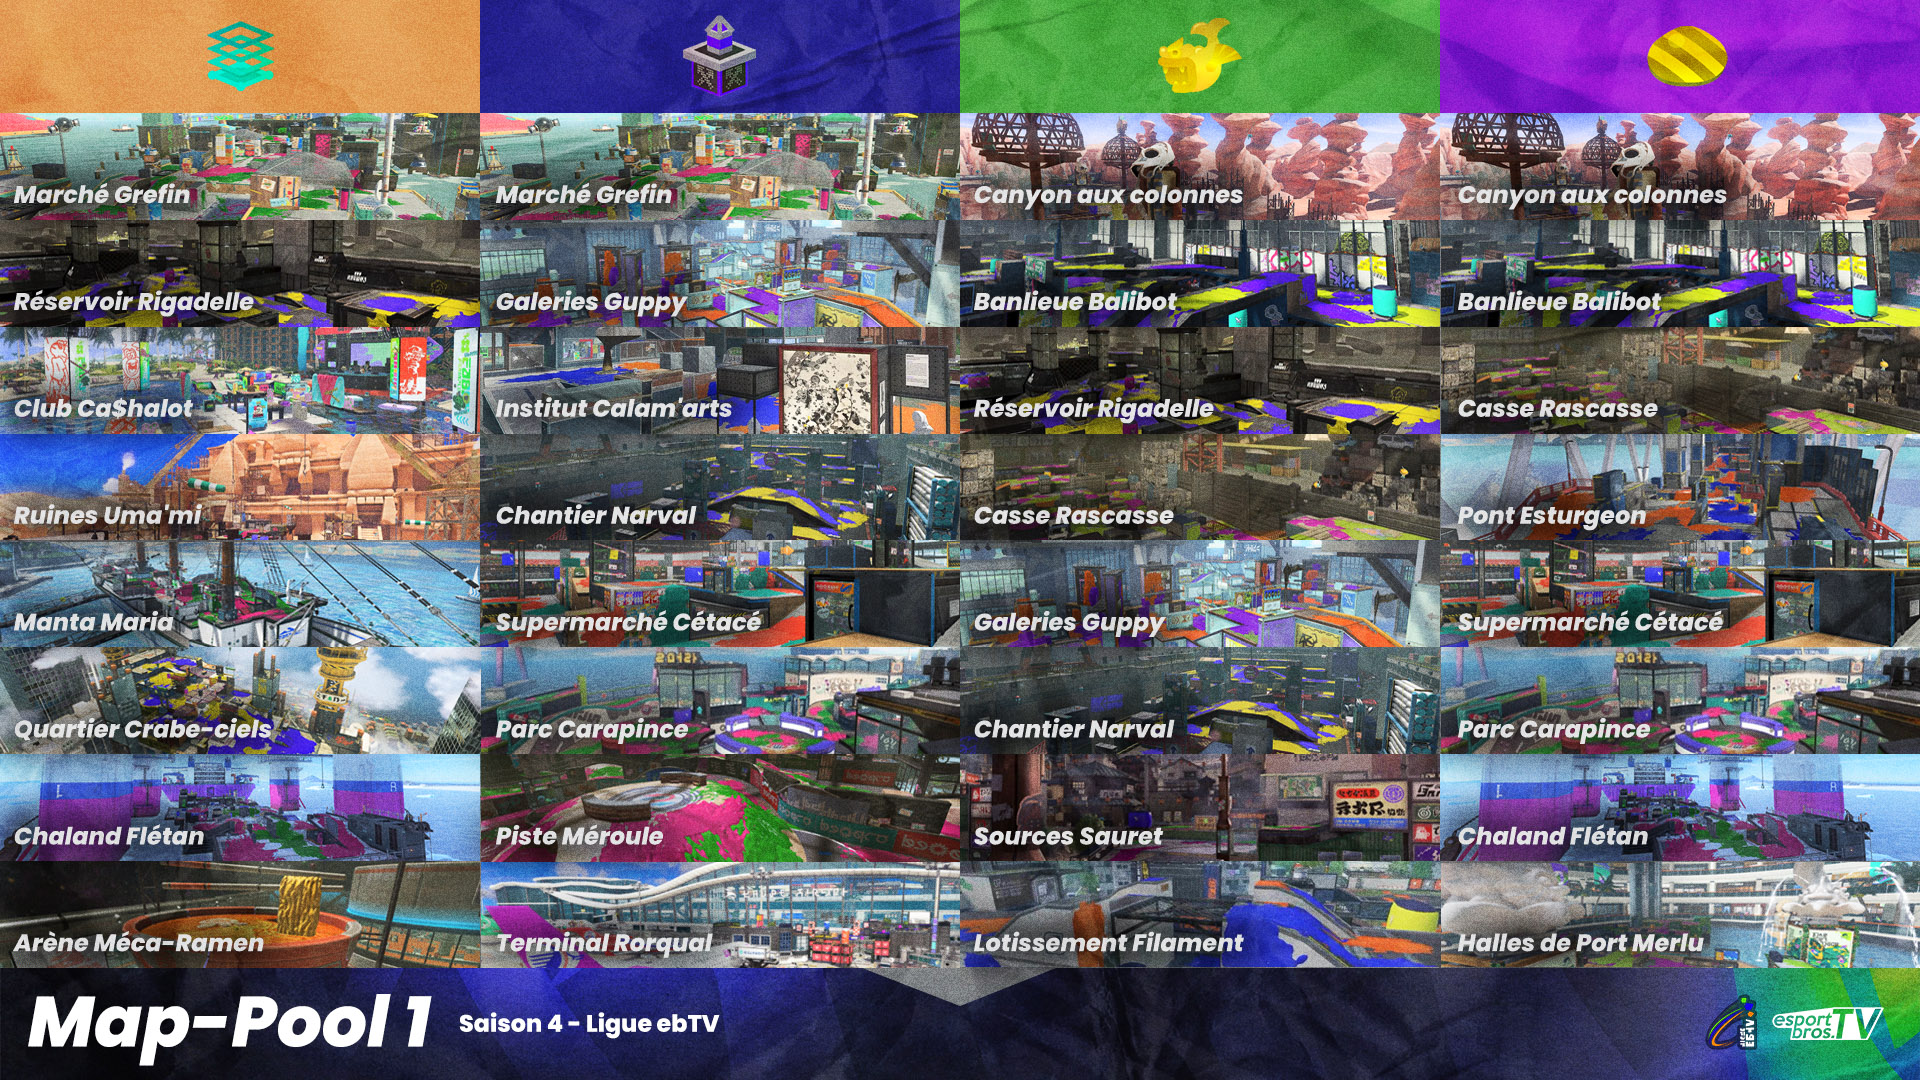 Marché Grefin
Marché Grefin
Canyon aux colonnes
Canyon aux colonnes
Réservoir Rigadelle
Galeries Guppy
Banlieue Balibot
Banlieue Balibot
Club Ca$halot
Institut Calam'arts
Réservoir Rigadelle
Casse Rascasse
Ruines Uma'mi
Chantier Narval
Casse Rascasse
Pont Esturgeon
Manta Maria
Supermarché Cétacé
Galeries Guppy
Supermarché Cétacé
Quartier Crabe-ciels
Parc Carapince
Chantier Narval
Parc Carapince
Chaland Flétan
Piste Méroule
Sources Sauret
Chaland Flétan
Arène Méca-Ramen
Terminal Rorqual
Lotissement Filament
Halles de Port Merlu
Map-Pool 1
Saison 4 - Ligue ebTV
esport
bros.TV